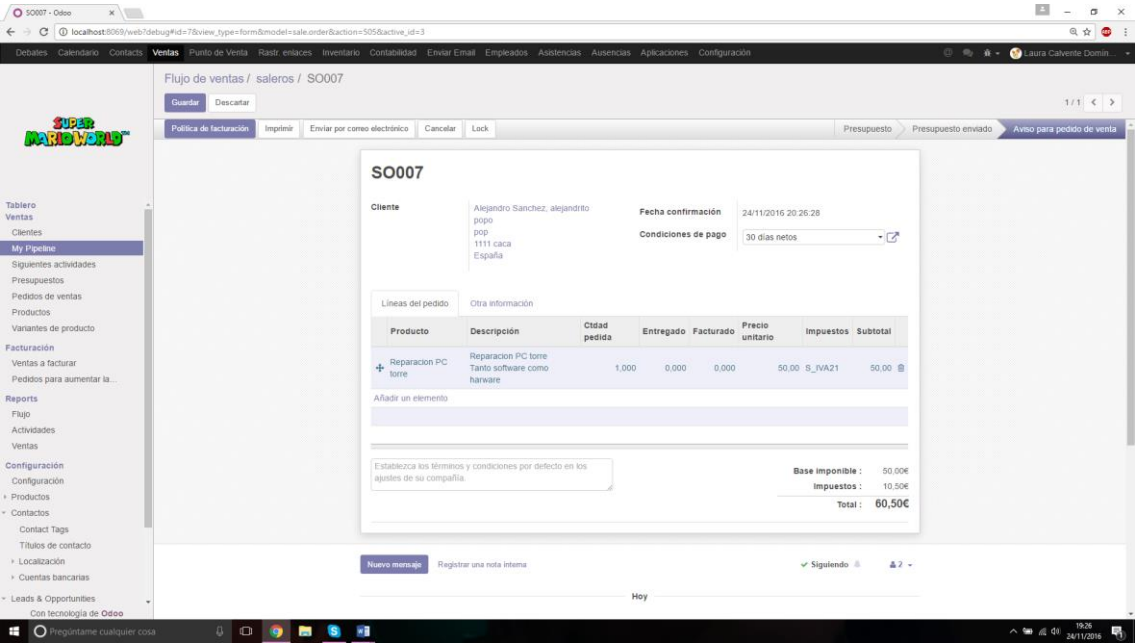 SO007 - Odoo
localhost:8069/web?debug#id=7&view_type=form&model=sale.order&action=505&active_id=3
Debates Calendario Contacts Ventas Punto de Venta Rastr. enlaces Inventario Contabilidad Enviar Email Empleados Asistencias Ausencias Aplicaciones Configuración Laura Calvente Domin...
Flujo de ventas / saleros / SO007
Guardar Descartar 1 / 1
Política de facturación Imprimir Enviar por correo electrónico Cancelar Lock Presupuesto Presupuesto enviado Aviso para pedido de venta
SUPER
MARIO WORLD
Tablero
Ventas
Clientes
My Pipeline
Siguientes actividades
Presupuestos
Pedidos de ventas
Productos
Variantes de producto
Facturación
Ventas a facturar
Pedidos para aumentar la...
Reports
Flujo
Actividades
Ventas
Configuración
Configuración
Productos
Contactos
Contact Tags
Títulos de contacto
Localización
Cuentas bancarias
Leads & Opportunities
Con tecnología de Odoo
SO007
Cliente
Alejandro Sanchez, alejandrito
popo
pop
1111 caca
España
Fecha confirmación 24/11/2016 20:26:28
Condiciones de pago 30 días netos
Líneas del pedido Otra información
Producto Descripción Ctdad pedida Entregado Facturado Precio unitario Impuestos Subtotal
Reparacion PC torre
Reparacion PC torre
Tanto software como
harware
1,000 0,000 0,000 50,00 S_IVA21 50,00
Añadir un elemento
Establezca los términos y condiciones por defecto en los
ajustes de su compañía.
Base imponible : 50,00€
Impuestos : 10,50€
Total : 60,50€
Nuevo mensaje Registrar una nota interna Siguiendo 2
Hoy
Pregúntame cualquier cosa
19:26
24/11/2016